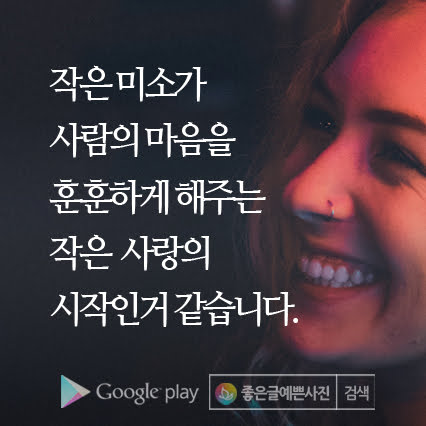 작은 미소가
사람의 마음을
훈훈하게 해주는
작은 사랑의
시작인거 같습니다.
Google play 좋은글예쁜사진 검색